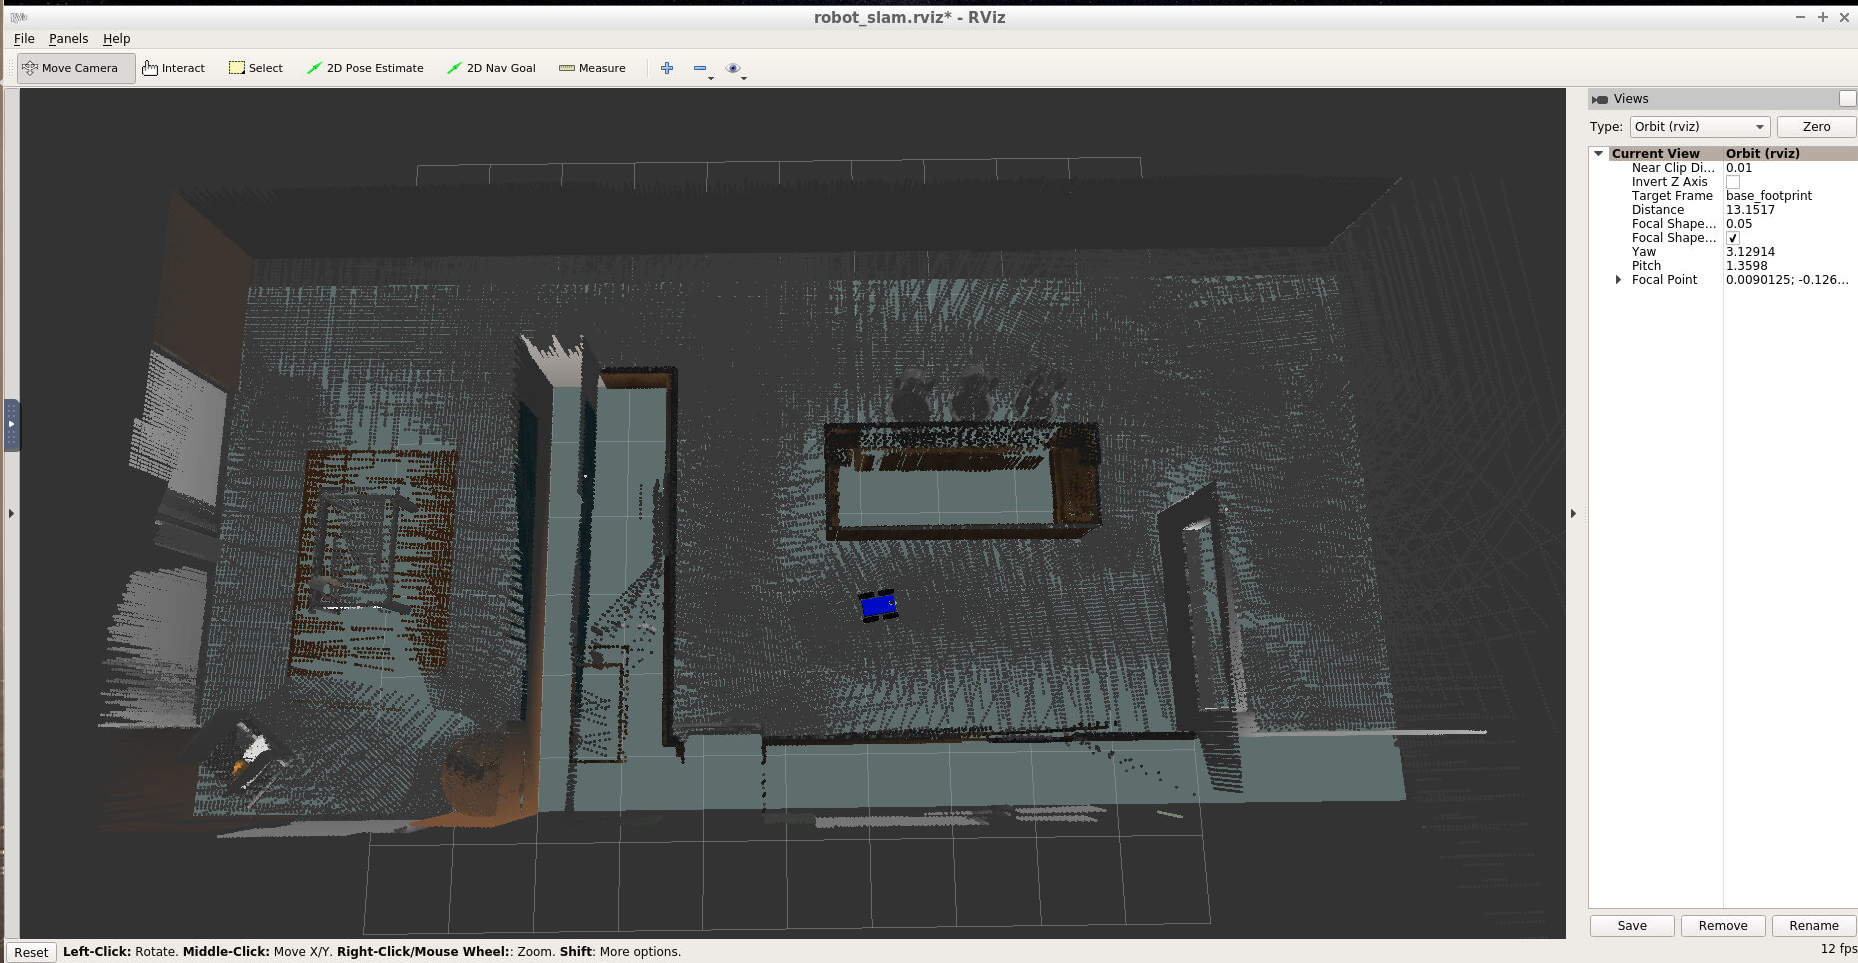 robot_slam.rviz* - RViz
File Panels Help
Move Camera Interact Select 2D Pose Estimate 2D Nav Goal Measure
Views
Type: Orbit (rviz) Zero
Current View Orbit (rviz)
Near Clip Di... 0.01
Invert Z Axis
Target Frame base_footprint
Distance 13.1517
Focal Shape... 0.05
Focal Shape...
Yaw 3.12914
Pitch 1.3598
Focal Point 0.0090125; -0.126...
Save Remove Rename
Reset Left-Click: Rotate. Middle-Click: Move X/Y. Right-Click/Mouse Wheel:: Zoom. Shift: More options. 12 fps